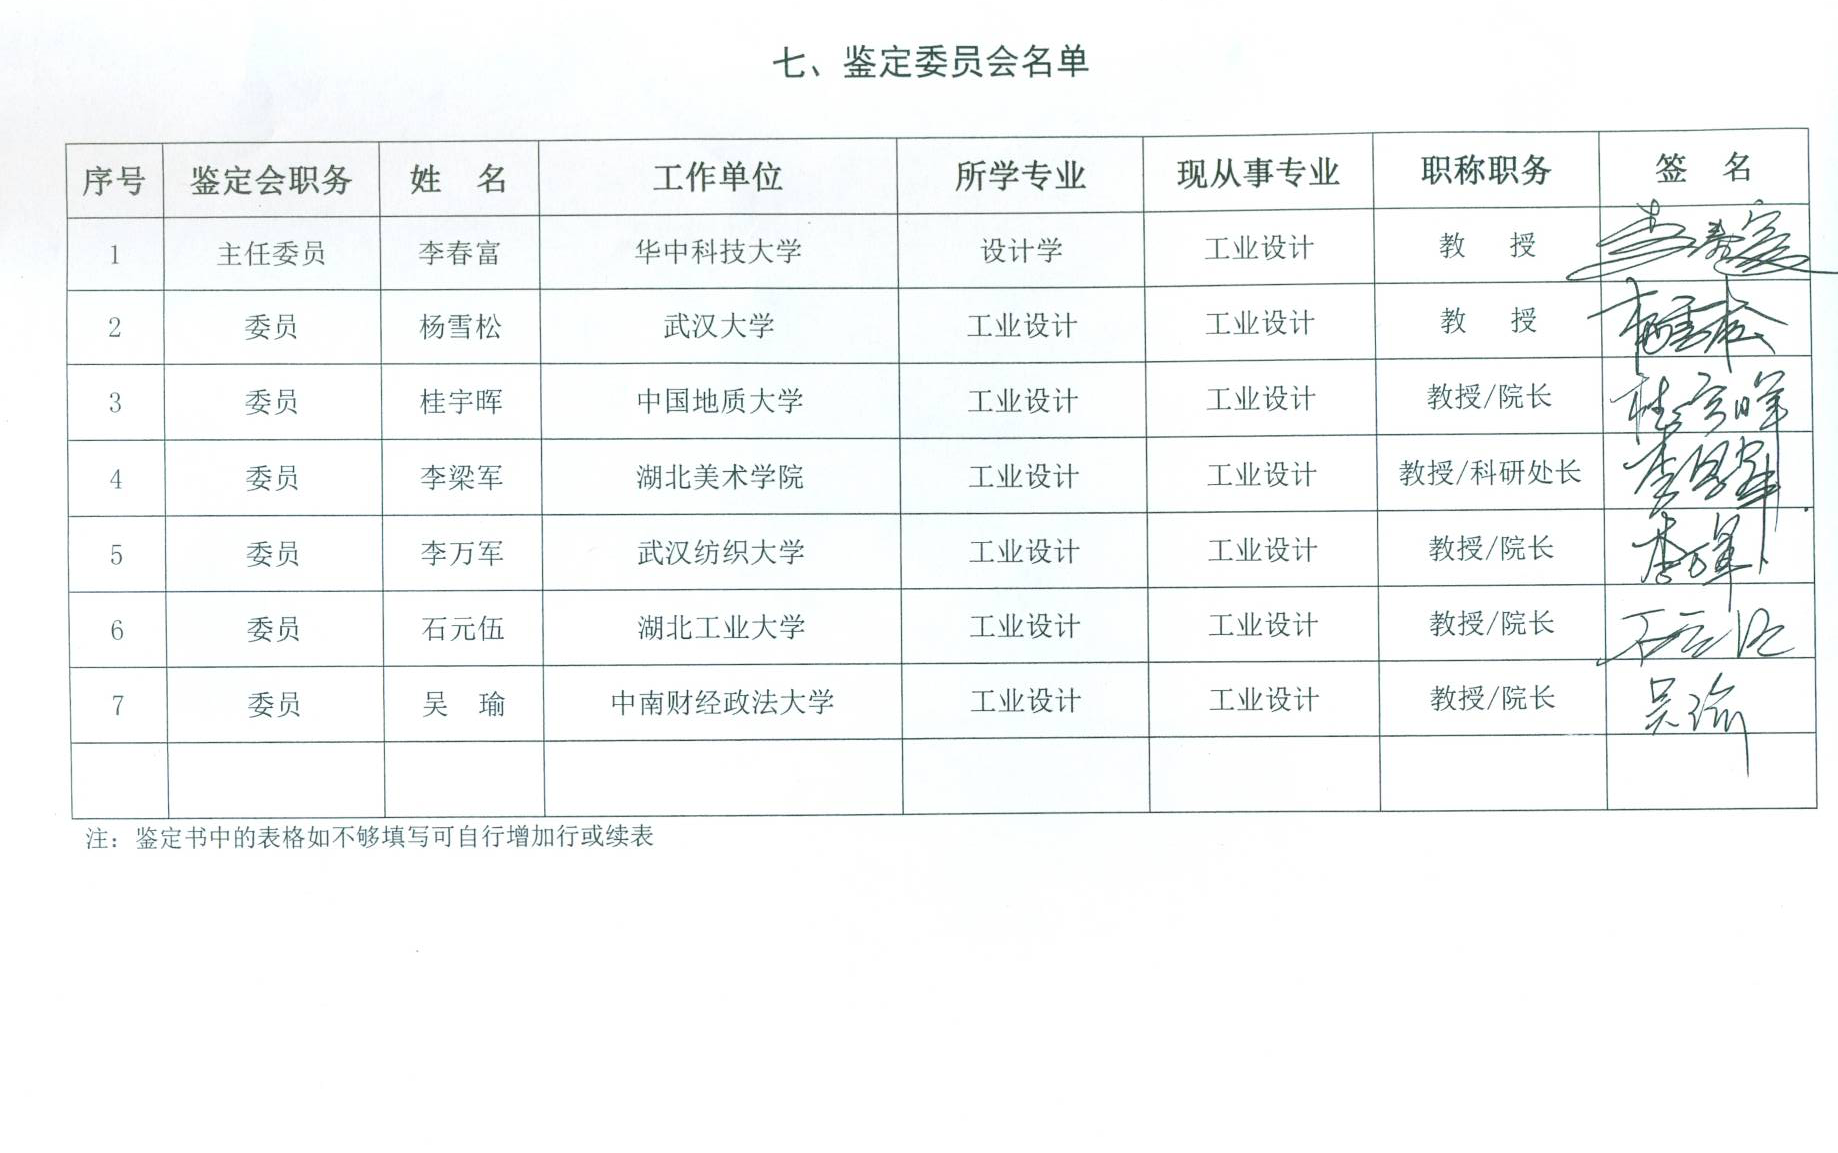 七、鉴定委员会名单
序号 鉴定会职务 姓 名 工作单位 所学专业 现从事专业 职称职务 签 名
1 主任委员 李春富 华中科技大学 设计学 工业设计 教 授 李春富
2 委员 杨雪松 武汉大学 工业设计 工业设计 教 授 杨雪松
3 委员 桂宇晖 中国地质大学 工业设计 工业设计 教授/院长 桂宇晖
4 委员 李梁军 湖北美术学院 工业设计 工业设计 教授/科研处长 李梁军
5 委员 李万军 武汉纺织大学 工业设计 工业设计 教授/院长 李万军
6 委员 石元伍 湖北工业大学 工业设计 工业设计 教授/院长 石元伍
7 委员 吴 瑜 中南财经政法大学 工业设计 工业设计 教授/院长 吴瑜
注：鉴定书中的表格如不够填写可自行增加行或续表